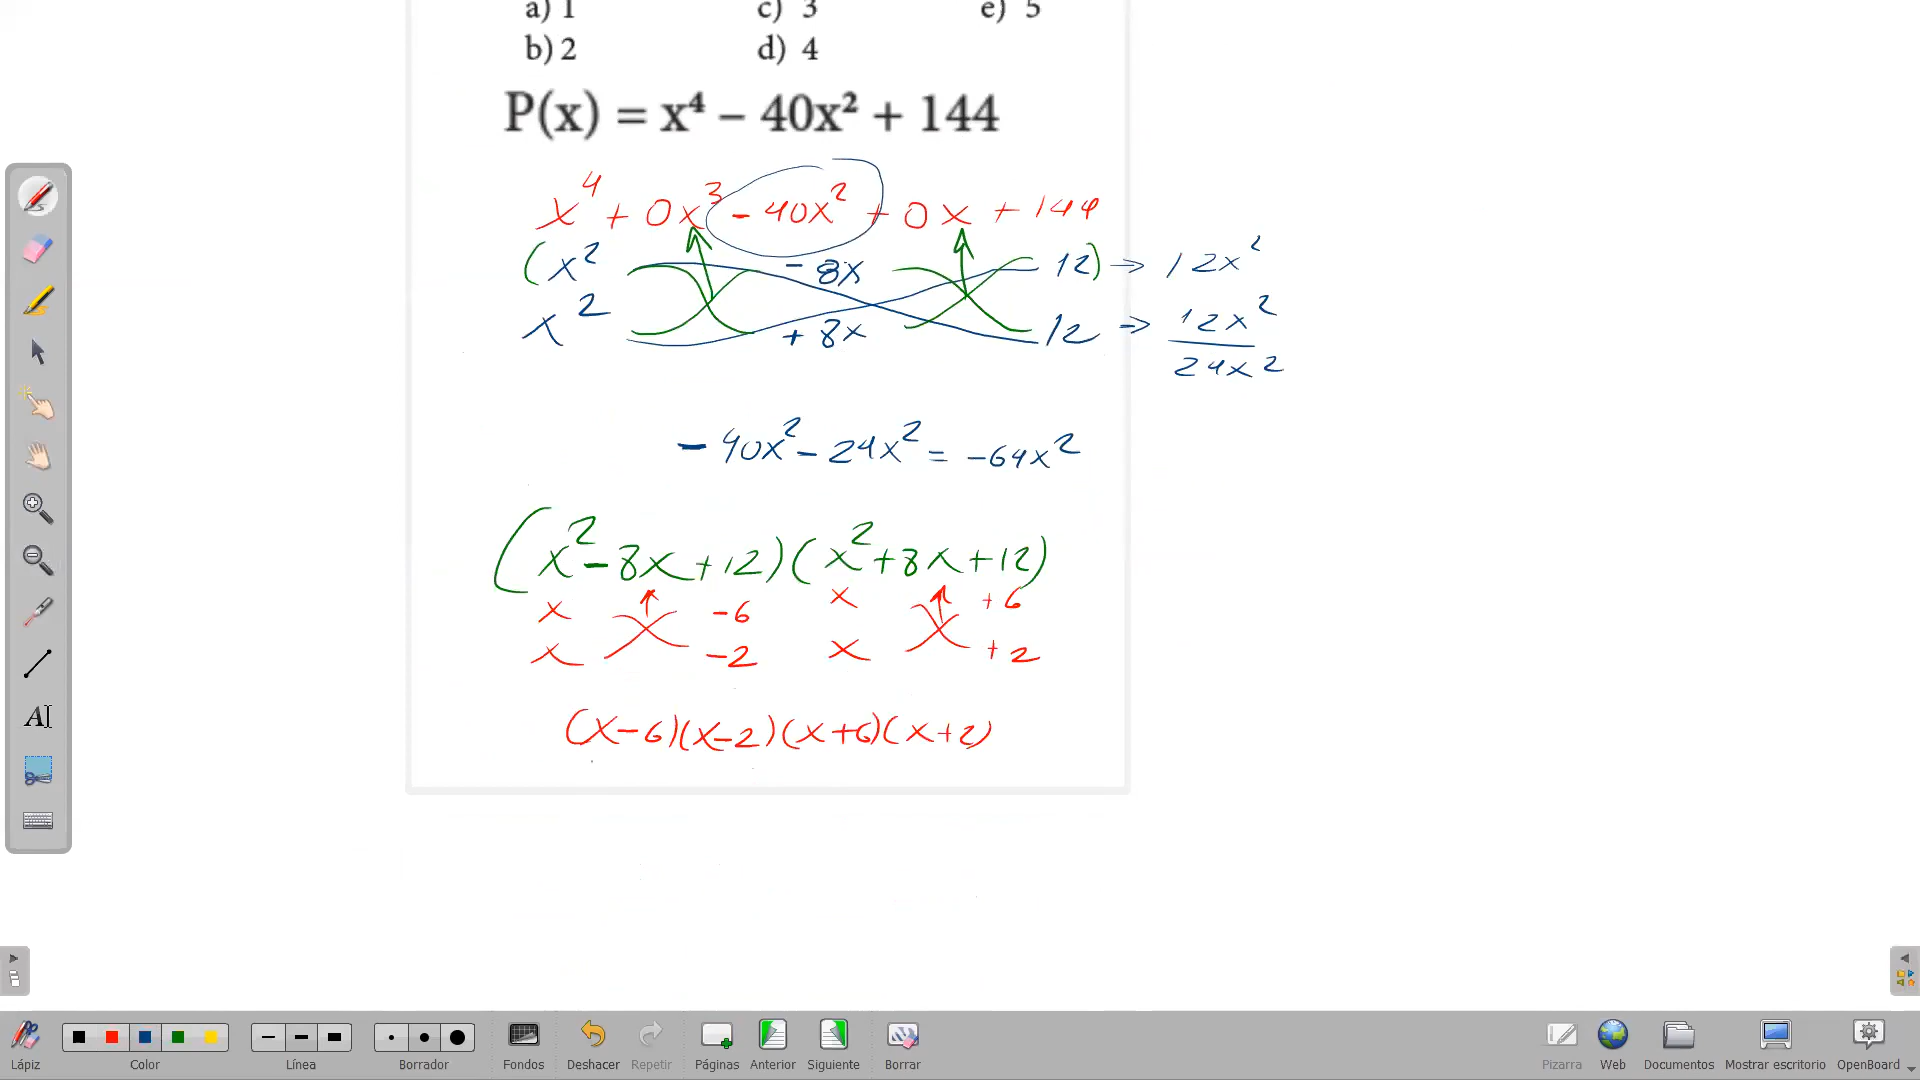 a) 1 c) 3 e) 5
b) 2 d) 4
P(x) = x⁴ − 40x² + 144
x⁴ + 0x³ - 40x² + 0x + 144
(x² - 8x 12) → 12x²
x² + 8x 12 → 12x²
24x²
- 40x² - 24x² = -64x²
(x² - 8x + 12)(x² + 8x + 12)
x -6 x +6
x -2 x +2
(x-6)(x-2)(x+6)(x+2)
Lápiz Color Línea Borrador Fondos Deshacer Repetir Páginas Anterior Siguiente Borrar Pizarra Web Documentos Mostrar escritorio OpenBoard